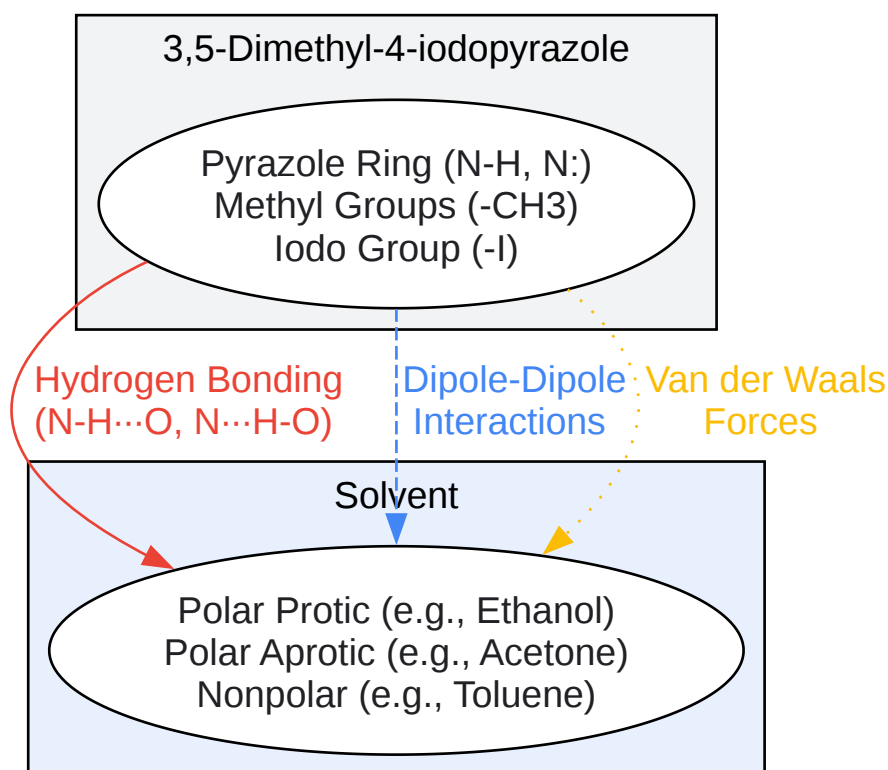 3,5-Dimethyl-4-iodopyrazole
Pyrazole Ring (N-H, N:)
Methyl Groups (-CH3)
Iodo Group (-I)
Hydrogen Bonding
(N-H···O, N···H-O)
Dipole-Dipole
Interactions
Van der Waals
Forces
Solvent
Polar Protic (e.g., Ethanol)
Polar Aprotic (e.g., Acetone)
Nonpolar (e.g., Toluene)